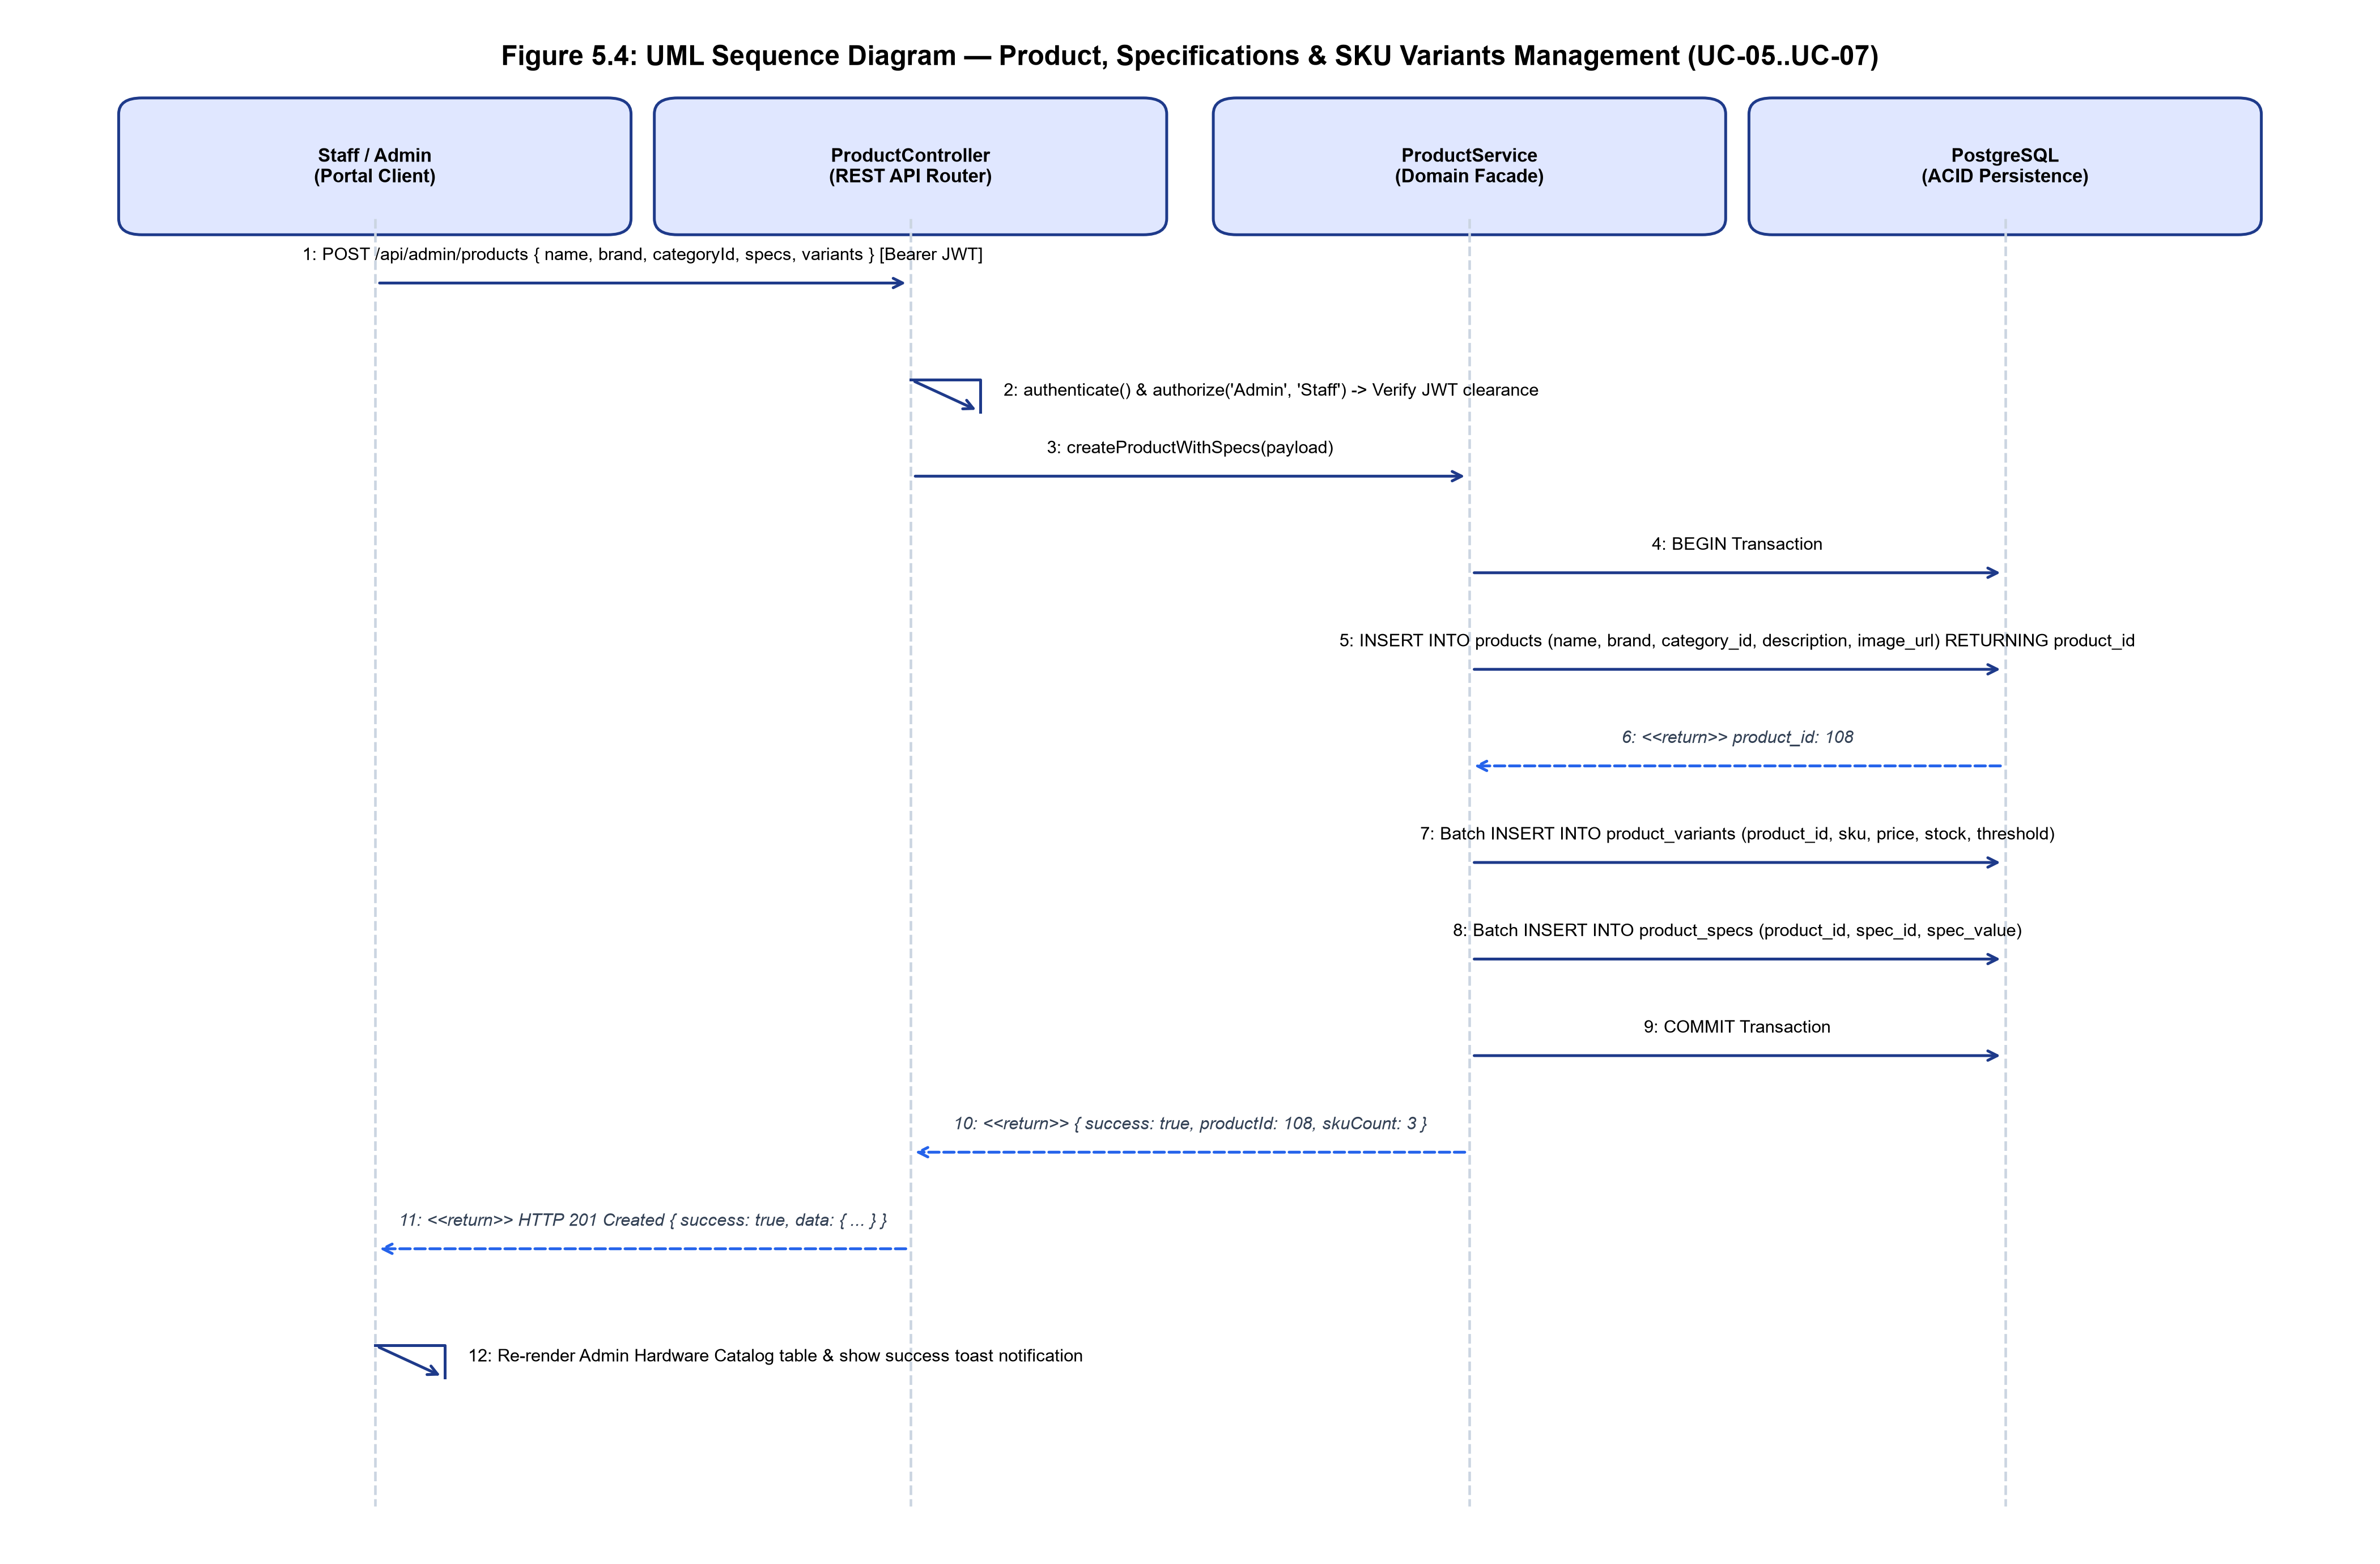 Figure 5.4: UML Sequence Diagram — Product, Specifications & SKU Variants Management (UC-05..UC-07)
Staff / Admin
(Portal Client)
ProductController
(REST API Router)
ProductService
(Domain Facade)
PostgreSQL
(ACID Persistence)
1: POST /api/admin/products { name, brand, categoryId, specs, variants } [Bearer JWT]
2: authenticate() & authorize('Admin', 'Staff') -> Verify JWT clearance
3: createProductWithSpecs(payload)
4: BEGIN Transaction
5: INSERT INTO products (name, brand, category_id, description, image_url) RETURNING product_id
6: <<return>> product_id: 108
7: Batch INSERT INTO product_variants (product_id, sku, price, stock, threshold)
8: Batch INSERT INTO product_specs (product_id, spec_id, spec_value)
9: COMMIT Transaction
10: <<return>> { success: true, productId: 108, skuCount: 3 }
11: <<return>> HTTP 201 Created { success: true, data: { ... } }
12: Re-render Admin Hardware Catalog table & show success toast notification